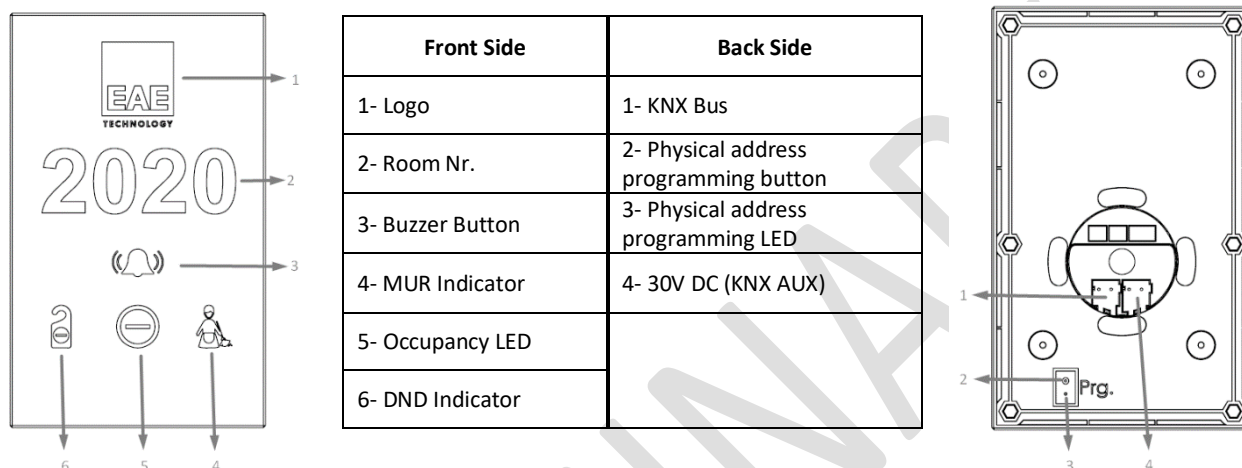 EAE
TECHNOLOGY
2020
1
2
3
6
5
4
Front Side
Back Side
1- Logo
1- KNX Bus
2- Room Nr.
2- Physical address
programming button
3- Buzzer Button
3- Physical address
programming LED
4- MUR Indicator
4- 30V DC (KNX AUX)
5- Occupancy LED
6- DND Indicator
1
2
Prg.
3
4